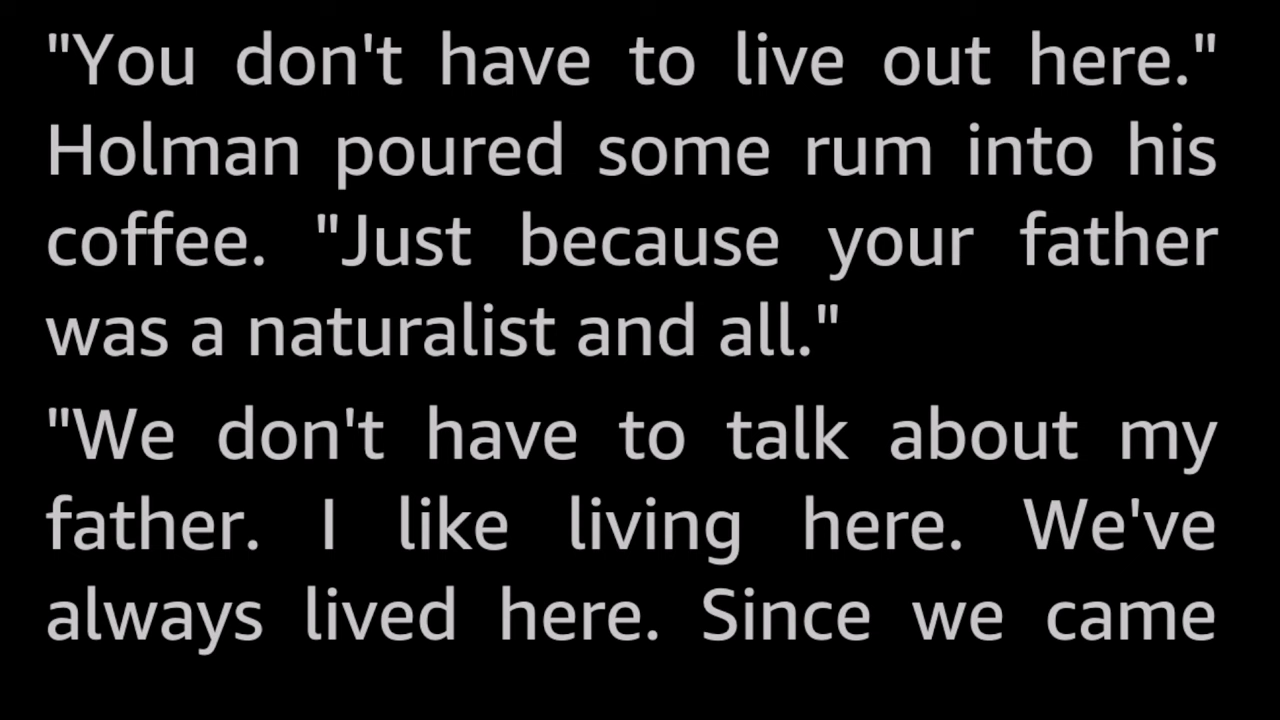 "You don't have to live out here."
Holman poured some rum into his
coffee. "Just because your father
was a naturalist and all."
"We don't have to talk about my
father. I like living here. We've
always lived here. Since we came